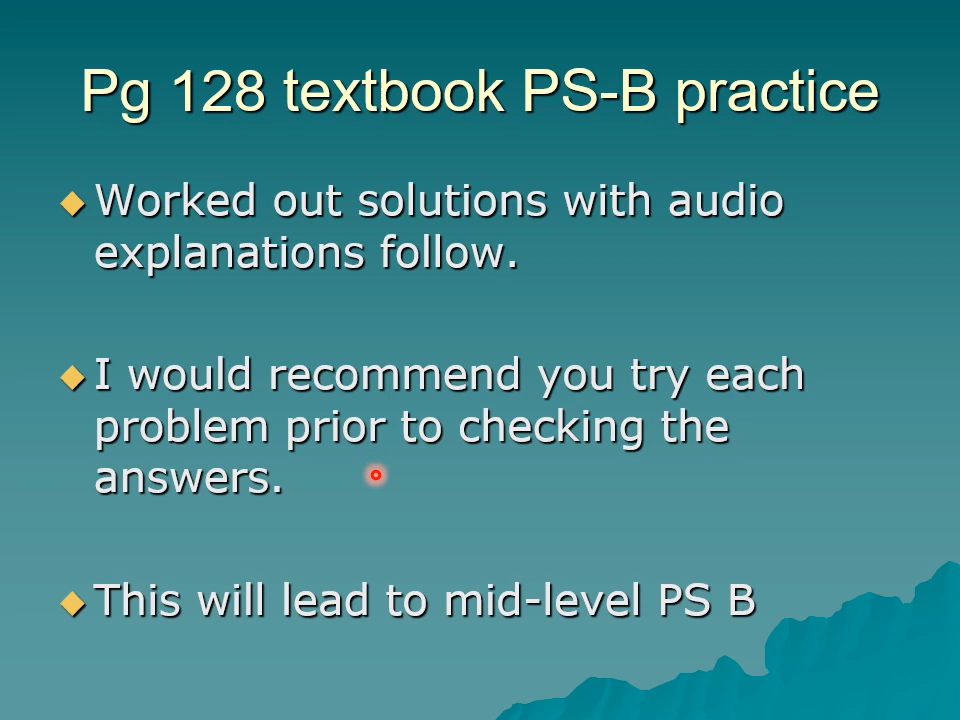 Pg 128 textbook PS-B practice
Worked out solutions with audio
explanations follow.
I would recommend you try each
problem prior to checking the
answers.
This will lead to mid-level PS B